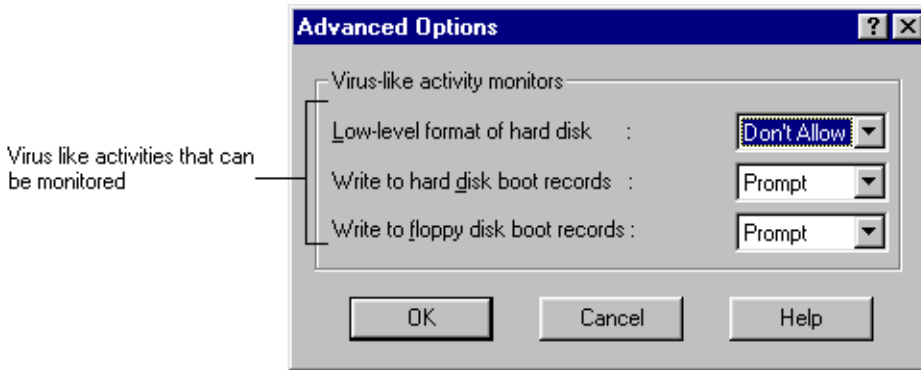 Advanced Options
Virus-like activity monitors
Low-level format of hard disk : Don't Allow
Virus like activities that can
be monitored
Write to hard disk boot records : Prompt
Write to floppy disk boot records : Prompt
OK Cancel Help